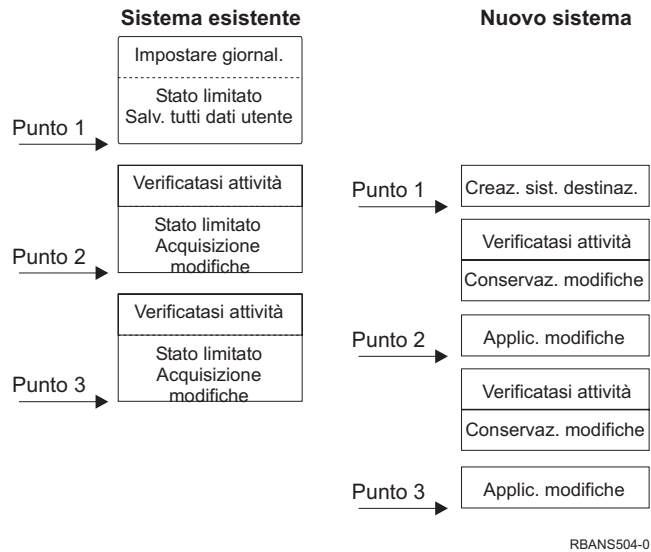 Sistema esistente
Impostare giornal.
Stato limitato
Salv. tutti dati utente
Punto 1
Verificatasi attività
Stato limitato
Acquisizione
modifiche
Punto 2
Verificatasi attività
Stato limitato
Acquisizione
modifiche
Punto 3
Nuovo sistema
Punto 1
Creaz. sist. destinaz.
Verificatasi attività
Conservaz. modifiche
Punto 2
Applic. modifiche
Verificatasi attività
Conservaz. modifiche
Punto 3
Applic. modifiche
RBANS504-0